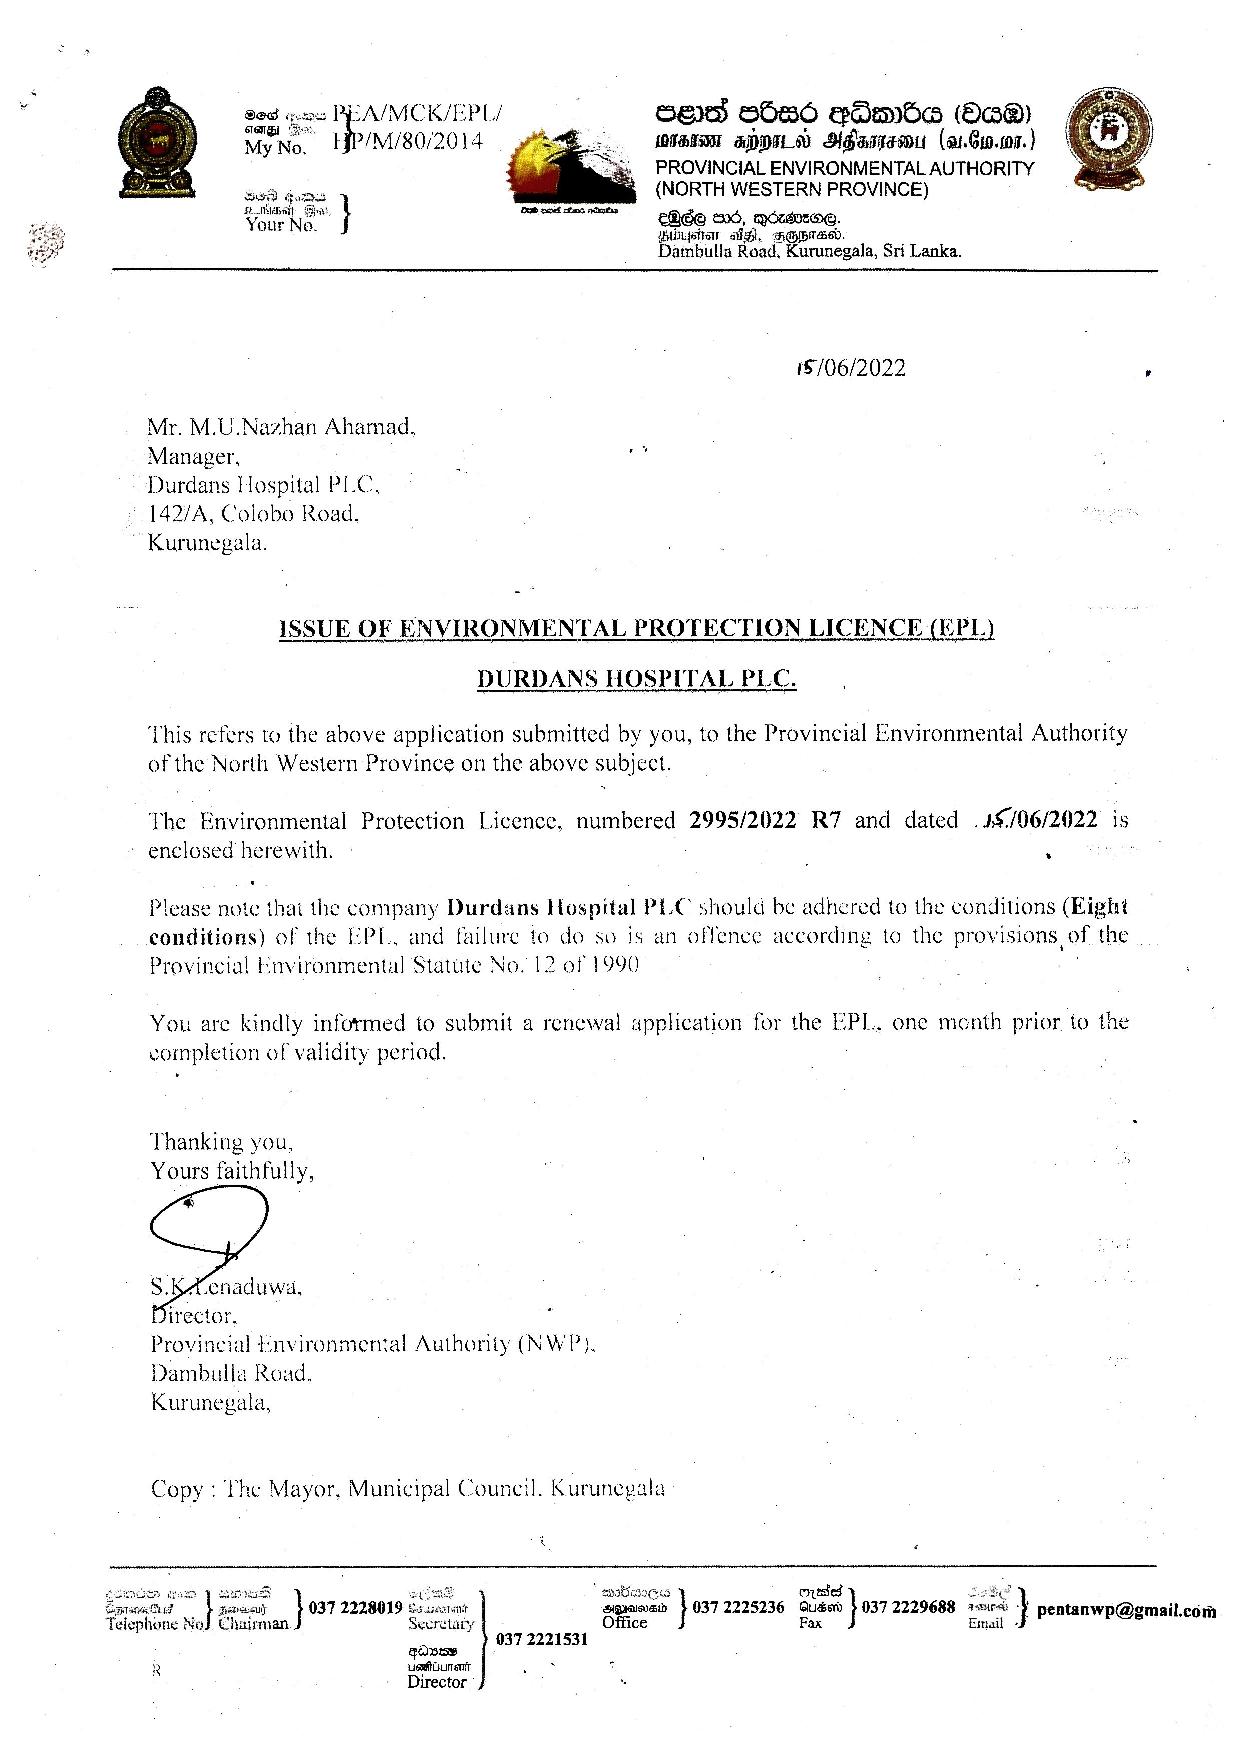 මගේ අංකය
எனது இல.
My No.
PEA/MCK/EPL/
HP/M/80/2014
ඔබේ අංකය
உங்கள் இல.
Your No.
පළාත් පරිසර අධිකාරිය (වයඹ)
மாகாண சுற்றாடல் அதிகாரசபை (வ.மே.மா.)
PROVINCIAL ENVIRONMENTAL AUTHORITY
(NORTH WESTERN PROVINCE)
දඹුල්ල පාර, කුරුණෑගල.
தம்புள்ள வீதி, குருநாகல்.
Dambulla Road, Kurunegala, Sri Lanka.
15/06/2022
Mr. M.U.Nazhan Ahamad,
Manager,
Durdans Hospital PLC,
142/A, Colobo Road,
Kurunegala.
ISSUE OF ENVIRONMENTAL PROTECTION LICENCE (EPL)
DURDANS HOSPITAL PLC.
This refers to the above application submitted by you, to the Provincial Environmental Authority
of the North Western Province on the above subject.
The Environmental Protection Licence, numbered 2995/2022 R7 and dated .15./06/2022 is
enclosed herewith.
Please note that the company Durdans Hospital PLC should be adhered to the conditions (Eight
conditions) of the EPL, and failure to do so is an offence according to the provisions of the
Provincial Environmental Statute No. 12 of 1990
You are kindly informed to submit a renewal application for the EPL, one month prior to the
completion of validity period.
Thanking you,
Yours faithfully,
S.K.Lenaduwa,
Director,
Provincial Environmental Authority (NWP),
Dambulla Road,
Kurunegala,
Copy : The Mayor, Municipal Council, Kurunegala
දුරකථන අංක
தொலைபேசி
Telephone No.
සභාපති
தலைவர்
Chairman
037 2228019
ලේකම්
செயலாளர்
Secretary
අධ්‍යක්ෂ
பணிப்பாளர்
Director
037 2221531
කාර්යාලය
அலுவலகம்
Office
037 2225236
ෆැක්ස්
பெக்ஸ்
Fax
037 2229688
Email
pentanwp@gmail.com